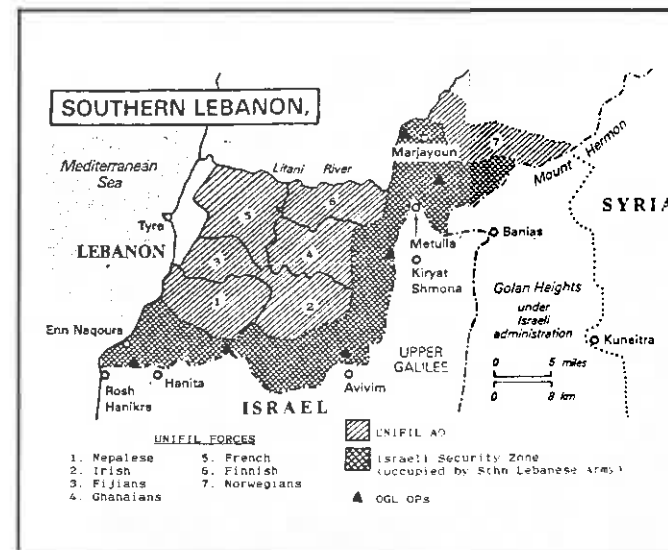 SOUTHERN LEBANON,
Mediterranean
Sea
Litani River
Marjayoun
7
Mount Hermon
SYRIA
5
6
Tyre
LEBANON
3
4
Metulla
Banias
Kiryat
Shmona
1
2
Golan Heights
under
Israeli
administration
Enn Naqoura
Kuneitra
UPPER
GALILEE
0 5 miles
0 8 km
Rosh
Hanikra
Hanita
Avivim
ISRAEL
UNIFIL FORCES
1. Nepalese
2. Irish
3. Fijians
4. Ghanaians
5. French
6. Finnish
7. Norwegians
UNIFIL AO
Israeli Security Zone
(occupied by Sthn Lebanese Army)
OGL OPs